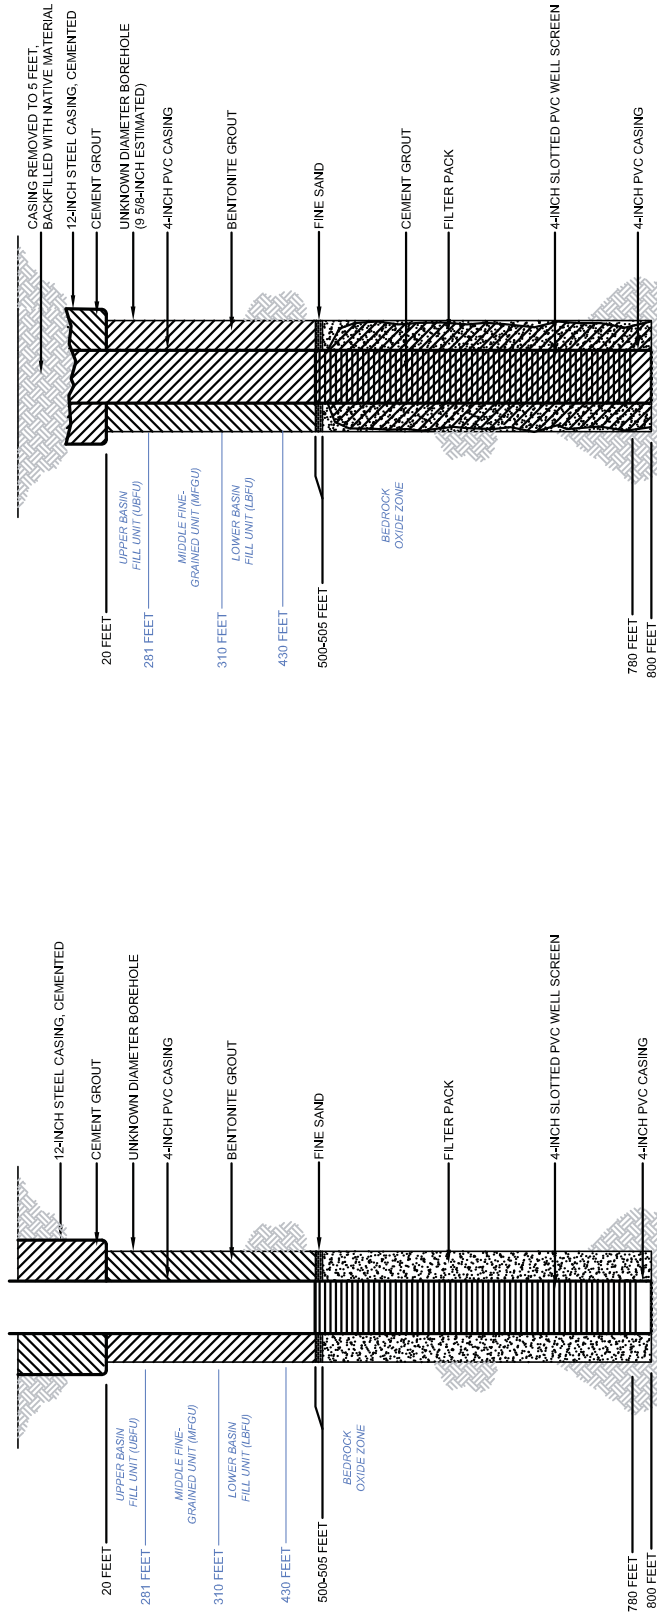 CASING REMOVED TO 5 FEET,
BACKFILLED WITH NATIVE MATERIAL
12-INCH STEEL CASING, CEMENTED
CEMENT GROUT
UNKNOWN DIAMETER BOREHOLE
(9 5/8-INCH ESTIMATED)
4-INCH PVC CASING
BENTONITE GROUT
FINE SAND
CEMENT GROUT
FILTER PACK
4-INCH SLOTTED PVC WELL SCREEN
4-INCH PVC CASING
UPPER BASIN
FILL UNIT (UBFU)
MIDDLE FINE-
GRAINED UNIT (MFGU)
LOWER BASIN
FILL UNIT (LBFU)
BEDROCK
OXIDE ZONE
20 FEET
281 FEET
310 FEET
430 FEET
500-505 FEET
780 FEET
800 FEET
12-INCH STEEL CASING, CEMENTED
CEMENT GROUT
UNKNOWN DIAMETER BOREHOLE
4-INCH PVC CASING
BENTONITE GROUT
FINE SAND
FILTER PACK
4-INCH SLOTTED PVC WELL SCREEN
4-INCH PVC CASING
UPPER BASIN
FILL UNIT (UBFU)
MIDDLE FINE-
GRAINED UNIT (MFGU)
LOWER BASIN
FILL UNIT (LBFU)
BEDROCK
OXIDE ZONE
20 FEET
281 FEET
310 FEET
430 FEET
500-505 FEET
780 FEET
800 FEET